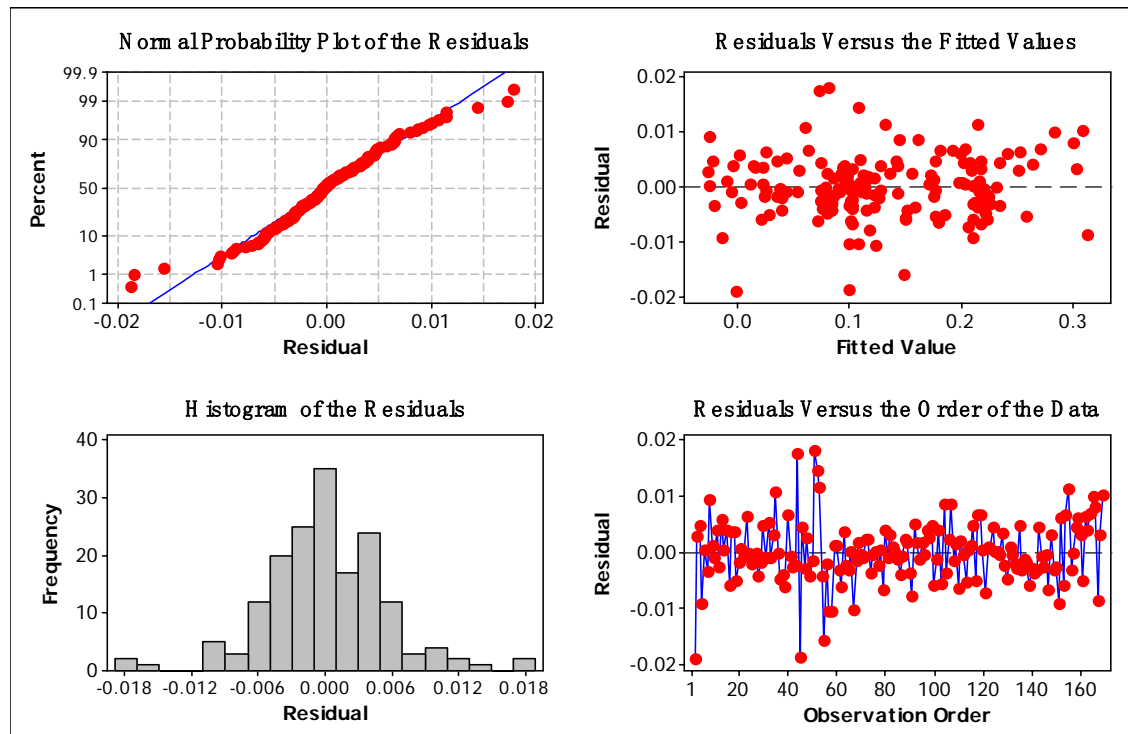 Normal Probability Plot of the Residuals
99.9
99
90
50
10
1
0.1
Percent
-0.02 -0.01 0.00 0.01 0.02
Residual
Residuals Versus the Fitted Values
0.02
0.01
0.00
-0.01
-0.02
Residual
0.0 0.1 0.2 0.3
Fitted Value
Histogram of the Residuals
40
30
20
10
0
Frequency
-0.018 -0.012 -0.006 0.000 0.006 0.012 0.018
Residual
Residuals Versus the Order of the Data
0.02
0.01
0.00
-0.01
-0.02
Residual
1 20 40 60 80 100 120 140 160
Observation Order